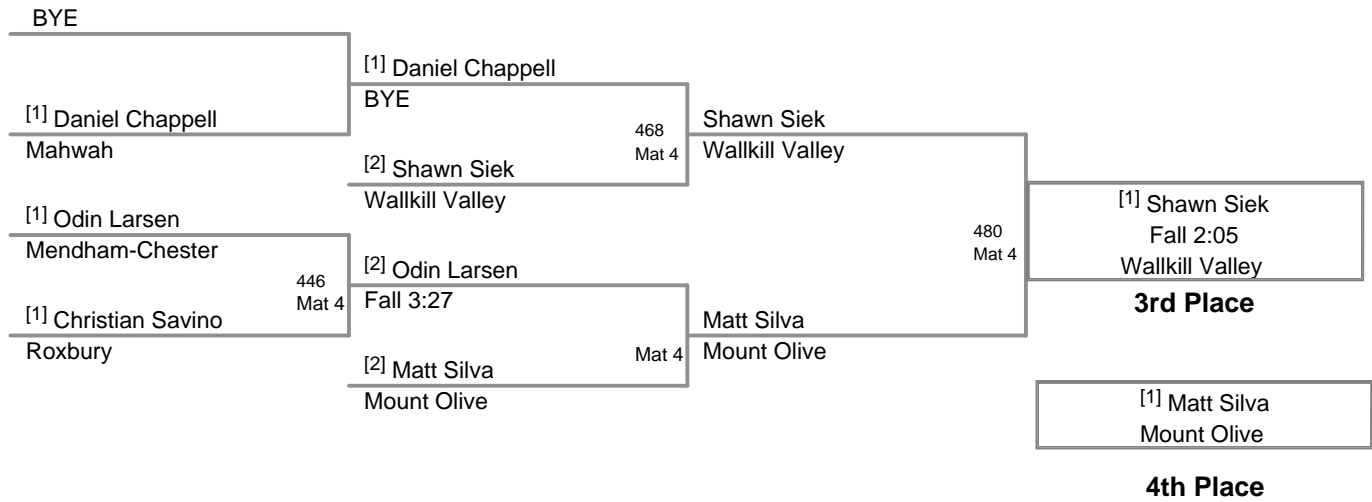 BYE
[1] Daniel Chappell
Mahwah
[1] Odin Larsen
Mendham-Chester
446
Mat 4
[1] Christian Savino
Roxbury
[1] Daniel Chappell
BYE
468
Mat 4
[2] Shawn Siek
Wallkill Valley
[2] Odin Larsen
Fall 3:27
Mat 4
[2] Matt Silva
Mount Olive
Shawn Siek
Wallkill Valley
480
Mat 4
Matt Silva
Mount Olive
[1] Shawn Siek
Fall 2:05
Wallkill Valley
3rd Place
[1] Matt Silva
Mount Olive
4th Place